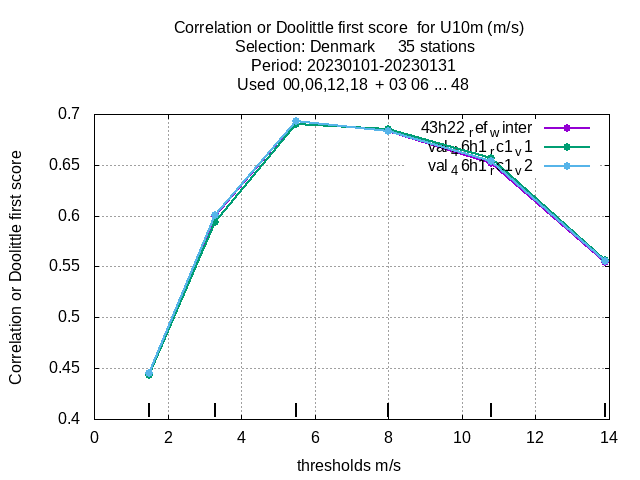 Correlation or Doolittle first score  for U10m (m/s)
Selection: Denmark     35 stations
Period: 20230101-20230131
Used  00,06,12,18  + 03 06 ... 48
Correlation or Doolittle first score
0.7
0.65
0.6
0.55
0.5
0.45
0.4
43h22_ref_winter
val_46h1_rc1_v1
val_46h1_rc1_v2
0 2 4 6 8 10 12 14
thresholds m/s